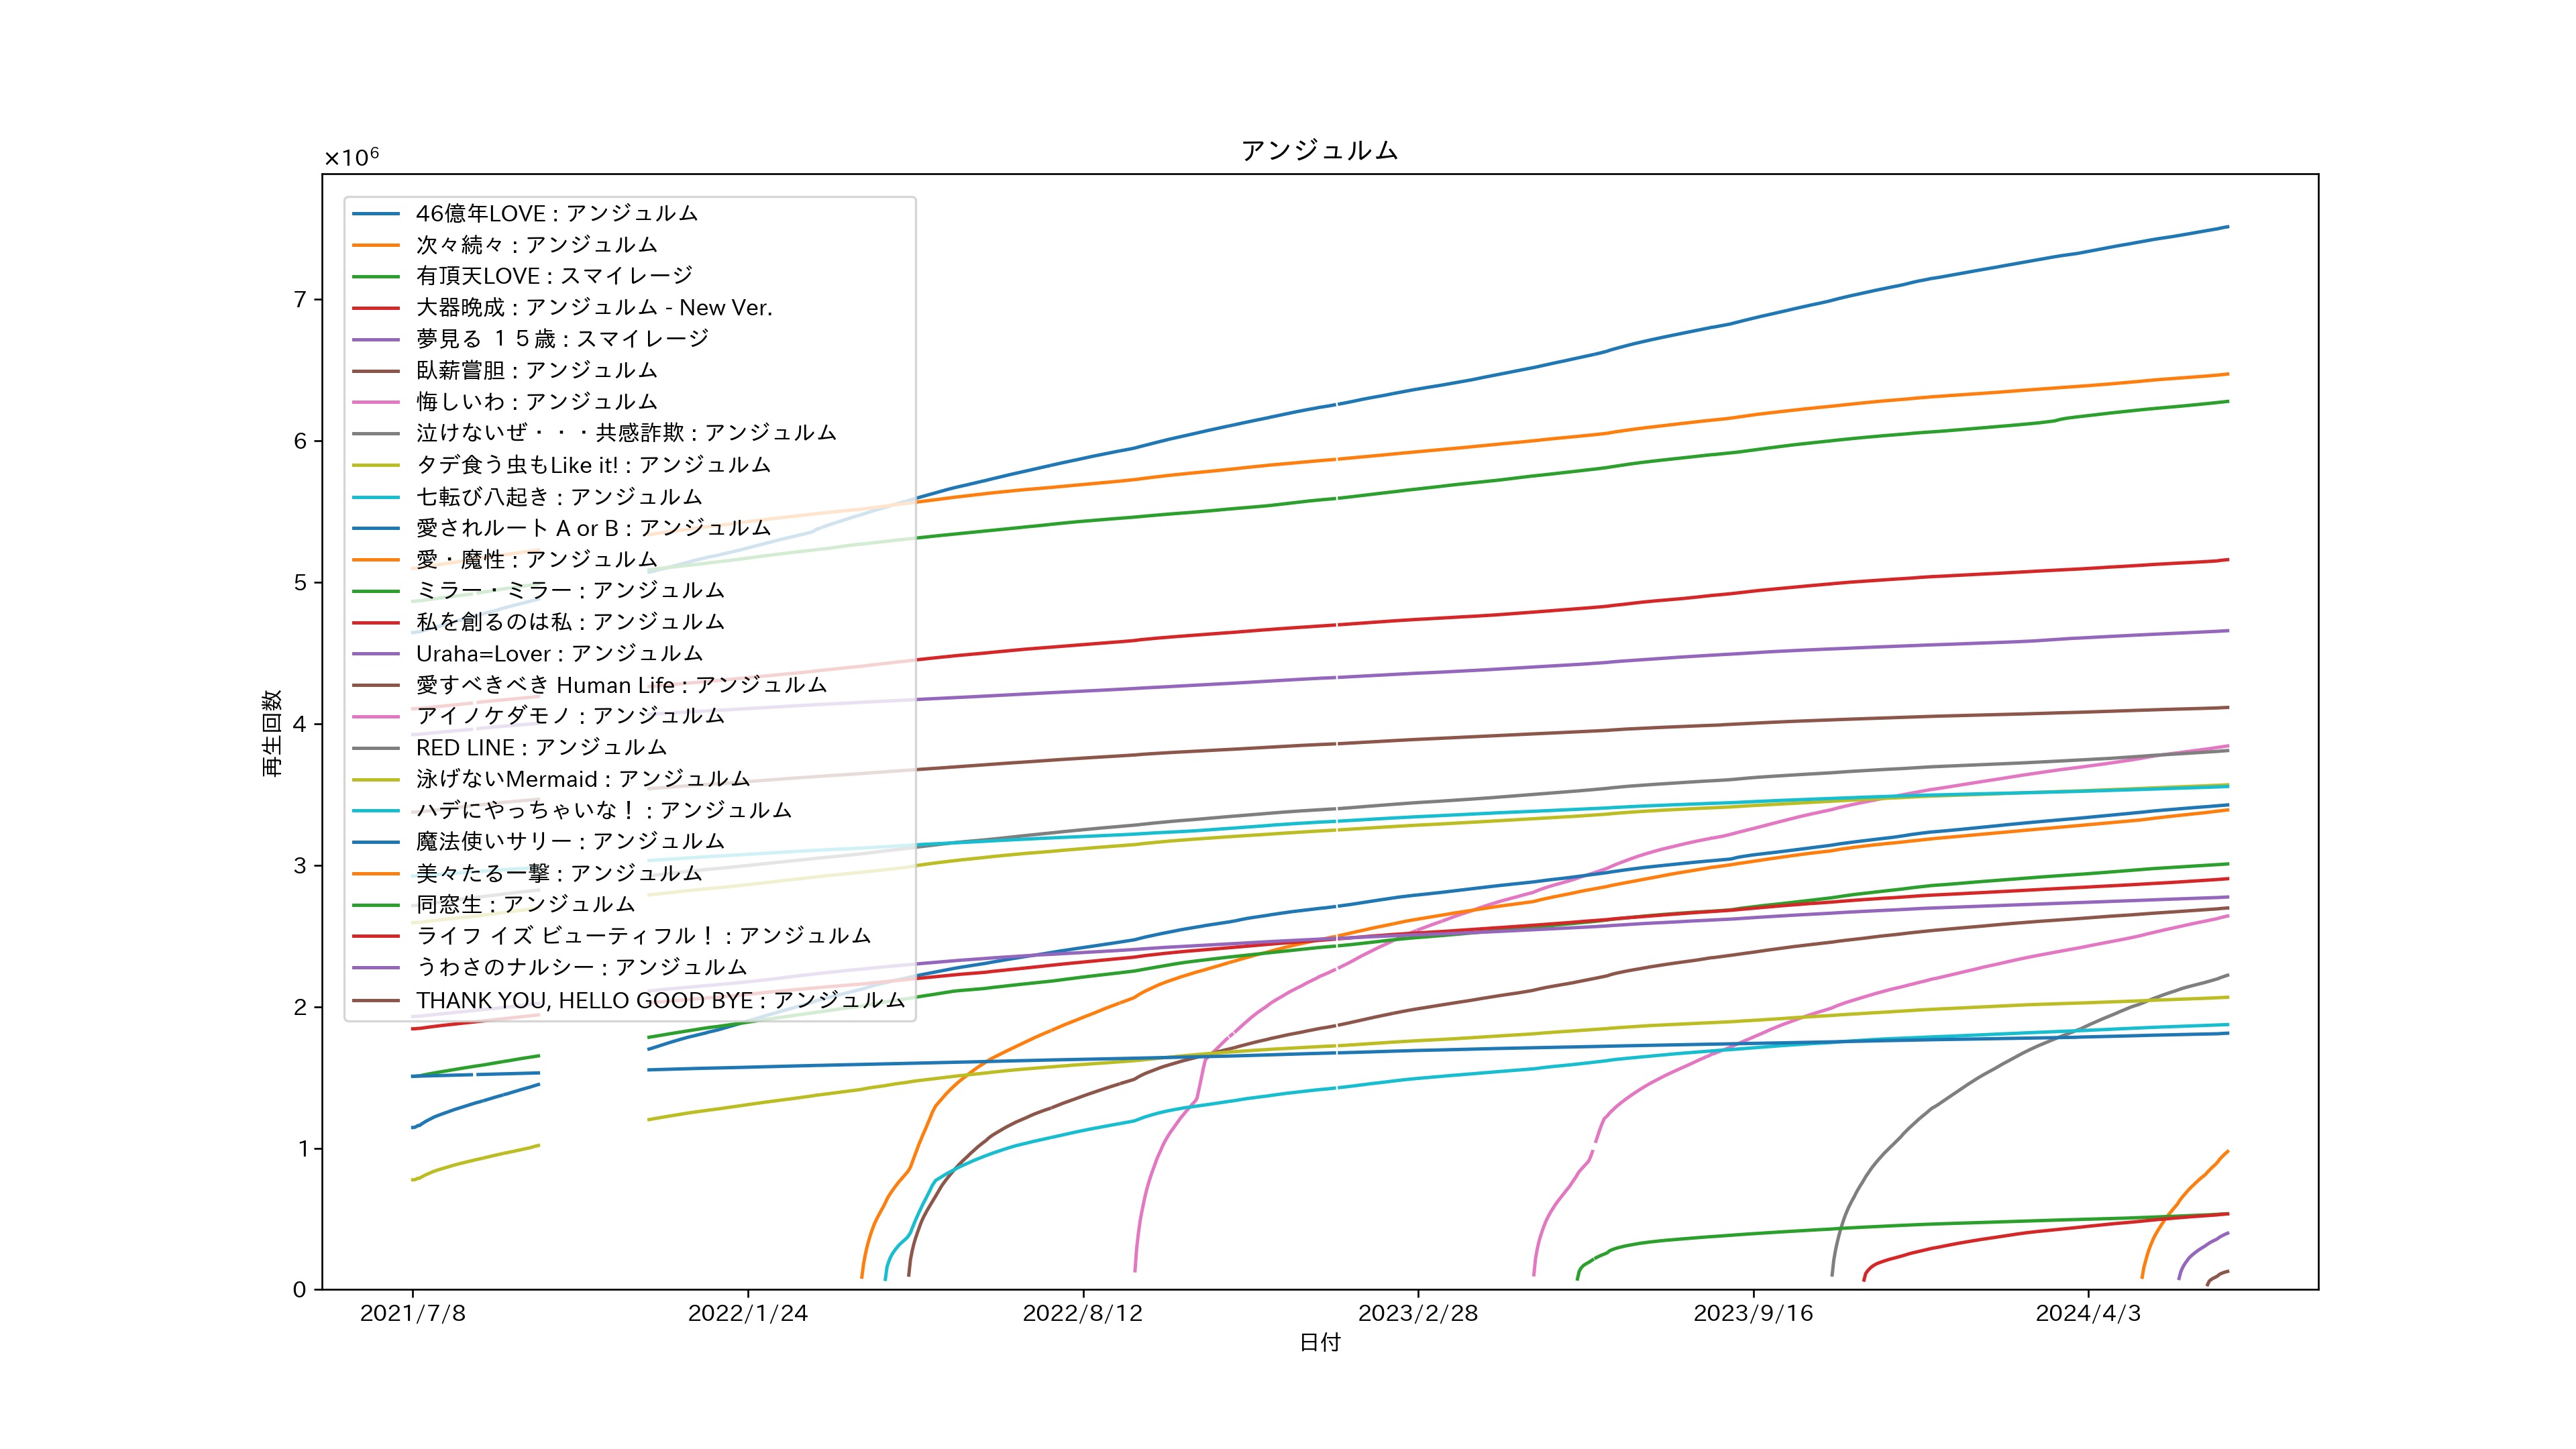 アンジュルム
×10⁶
46億年LOVE : アンジュルム
次々続々 : アンジュルム
有頂天LOVE : スマイレージ
大器晩成 : アンジュルム - New Ver.
夢見る １５歳 : スマイレージ
臥薪嘗胆 : アンジュルム
悔しいわ : アンジュルム
泣けないぜ・・・共感詐欺 : アンジュルム
タデ食う虫もLike it! : アンジュルム
七転び八起き : アンジュルム
愛されルート A or B : アンジュルム
愛・魔性 : アンジュルム
ミラー・ミラー : アンジュルム
私を創るのは私 : アンジュルム
Uraha=Lover : アンジュルム
愛すべきべき Human Life : アンジュルム
アイノケダモノ : アンジュルム
RED LINE : アンジュルム
泳げないMermaid : アンジュルム
ハデにやっちゃいな！ : アンジュルム
魔法使いサリー : アンジュルム
美々たる一撃 : アンジュルム
同窓生 : アンジュルム
ライフ イズ ビューティフル！ : アンジュルム
うわさのナルシー : アンジュルム
THANK YOU, HELLO GOOD BYE : アンジュルム
7
6
5
4
3
2
1
0
再生回数
2021/7/8 2022/1/24 2022/8/12 2023/2/28 2023/9/16 2024/4/3
日付